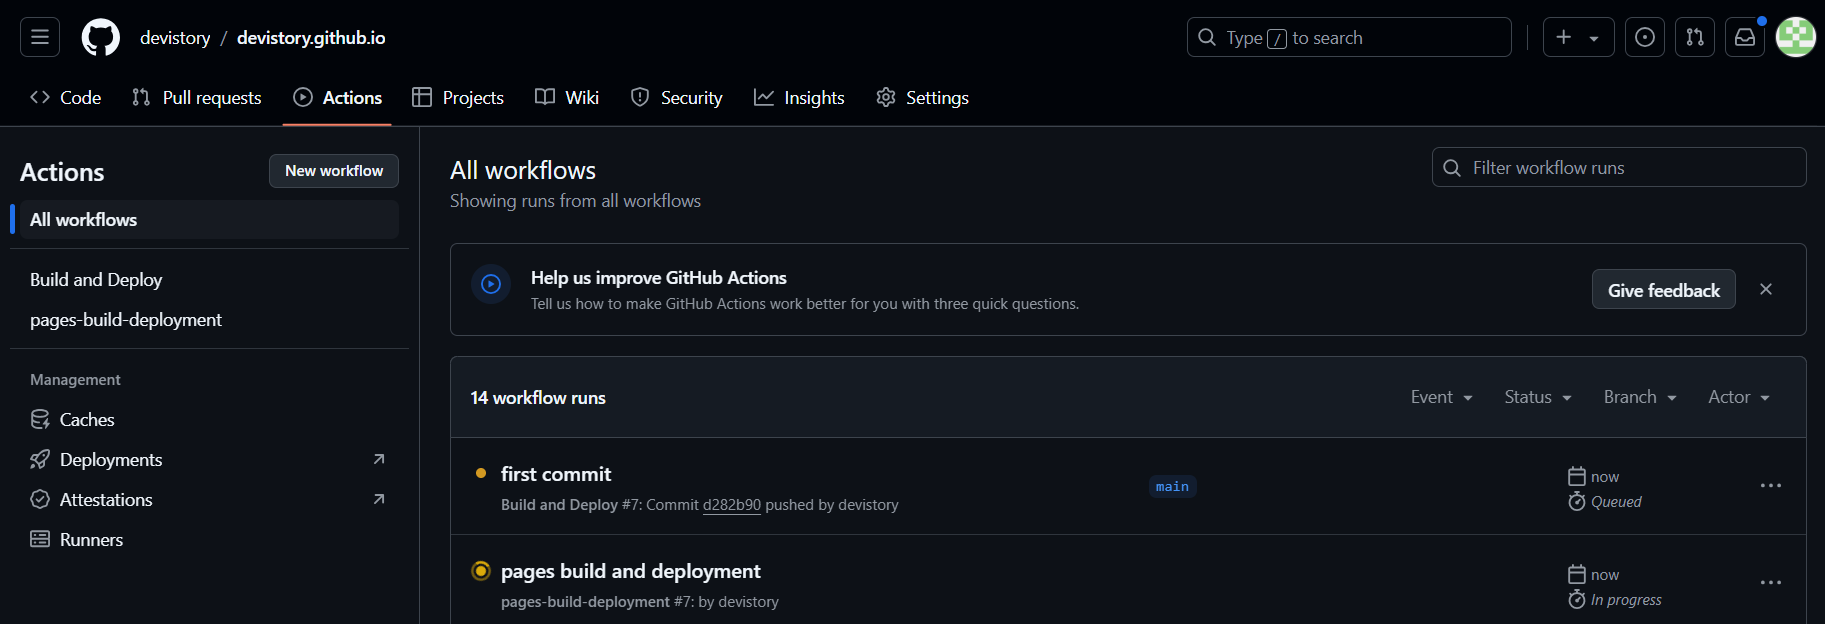 devistory / devistory.github.io
Type / to search
Code
Pull requests
Actions
Projects
Wiki
Security
Insights
Settings
Actions
New workflow
All workflows
Build and Deploy
pages-build-deployment
Management
Caches
Deployments
Attestations
Runners
All workflows
Showing runs from all workflows
Filter workflow runs
Help us improve GitHub Actions
Tell us how to make GitHub Actions work better for you with three quick questions.
Give feedback
14 workflow runs
Event
Status
Branch
Actor
first commit
Build and Deploy #7: Commit d282b90 pushed by devistory
main
now
Queued
pages build and deployment
pages-build-deployment #7: by devistory
now
In progress